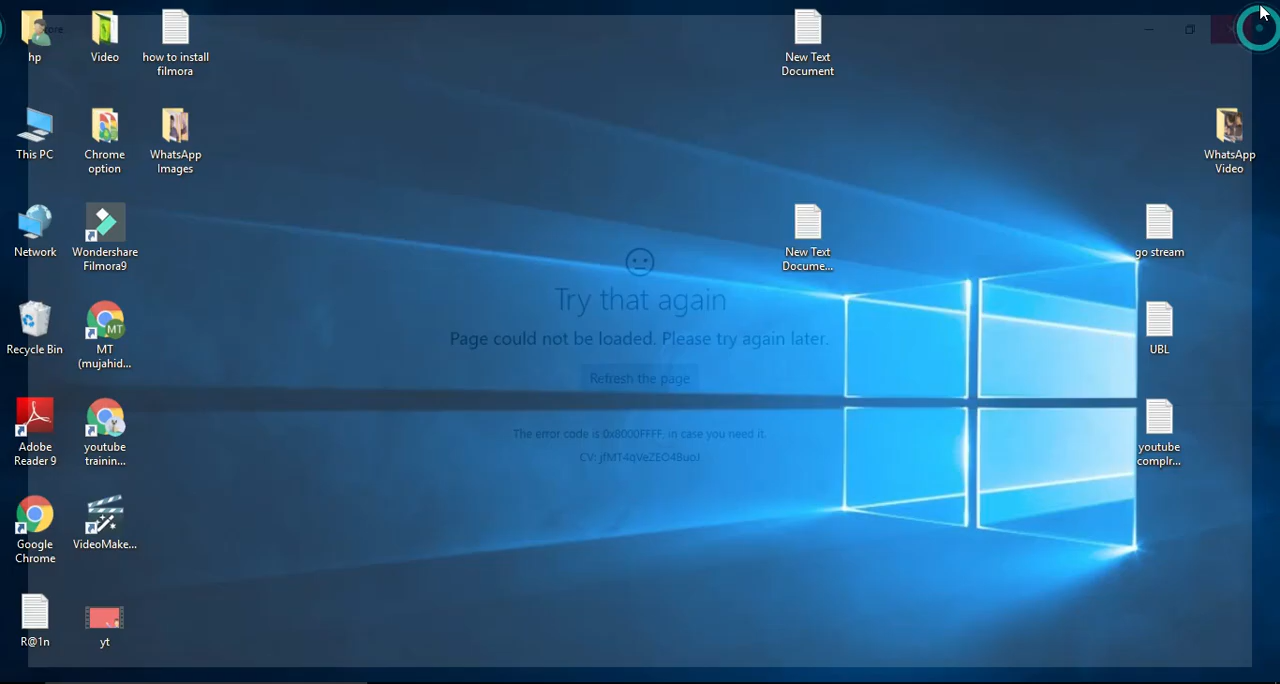 hp
Video
how to install
filmora
New Text
Document
This PC
Chrome
option
WhatsApp
Images
WhatsApp
Video
Network
Wondershare
Filmora9
New Text
Docume...
go stream
Try that again
Page could not be loaded. Please try again later.
Refresh the page
The error code is 0x8000FFFF, in case you need it.
CV: jfMT4qVeZEO48uoJ
Recycle Bin
MT
MT
(mujahid...
UBL
Adobe
Reader 9
youtube
trainin...
youtube
complr...
Google
Chrome
VideoMake...
R@1n
yt